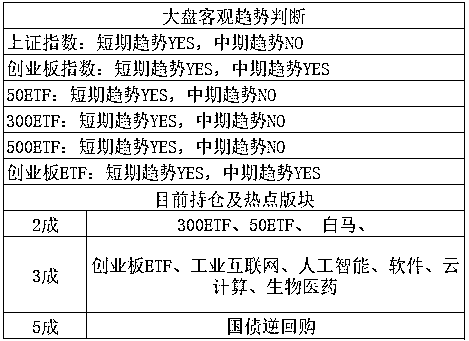 大盘客观趋势判断
上证指数：短期趋势YES，中期趋势NO
创业板指数：短期趋势YES，中期趋势YES
50ETF：短期趋势YES，中期趋势NO
300ETF：短期趋势YES，中期趋势NO
500ETF：短期趋势YES，中期趋势NO
创业板ETF：短期趋势YES，中期趋势YES
目前持仓及热点版块
2成 300ETF、50ETF、 白马、
3成 创业板ETF、工业互联网、人工智能、软件、云
计算、生物医药
5成 国债逆回购